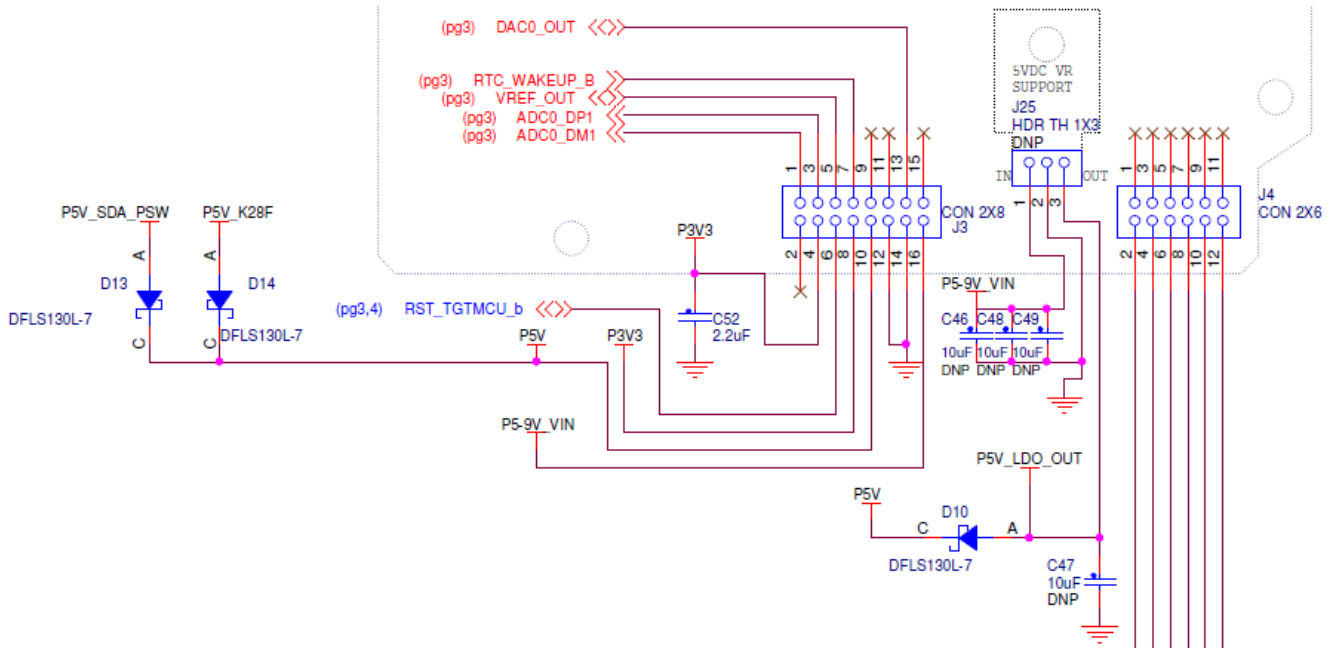 (pg3) DAC0_OUT
(pg3) RTC_WAKEUP_B
(pg3) VREF_OUT
(pg3) ADC0_DP1
(pg3) ADC0_DM1
1 3 5 7 9 11 13 15
CON 2X8
J3
2 4 6 8 10 12 14 16
5VDC VR
SUPPORT
J25
HDR TH 1X3
DNP
IN OUT
1 2 3
1 3 5 7 9 11
J4
CON 2X6
2 4 6 8 10 12
P5V_SDA_PSW P5V_K28F
A A
D13 D14
DFLS130L-7 DFLS130L-7
C C
P3V3
C52
2.2uF
(pg3,4) RST_TGTMCU_b
P5V P3V3
P5-9V_VIN
P5-9V_VIN
C46 C48 C49
10uF 10uF 10uF
DNP DNP DNP
P5V_LDO_OUT
P5V
D10
C A
DFLS130L-7
C47
10uF
DNP